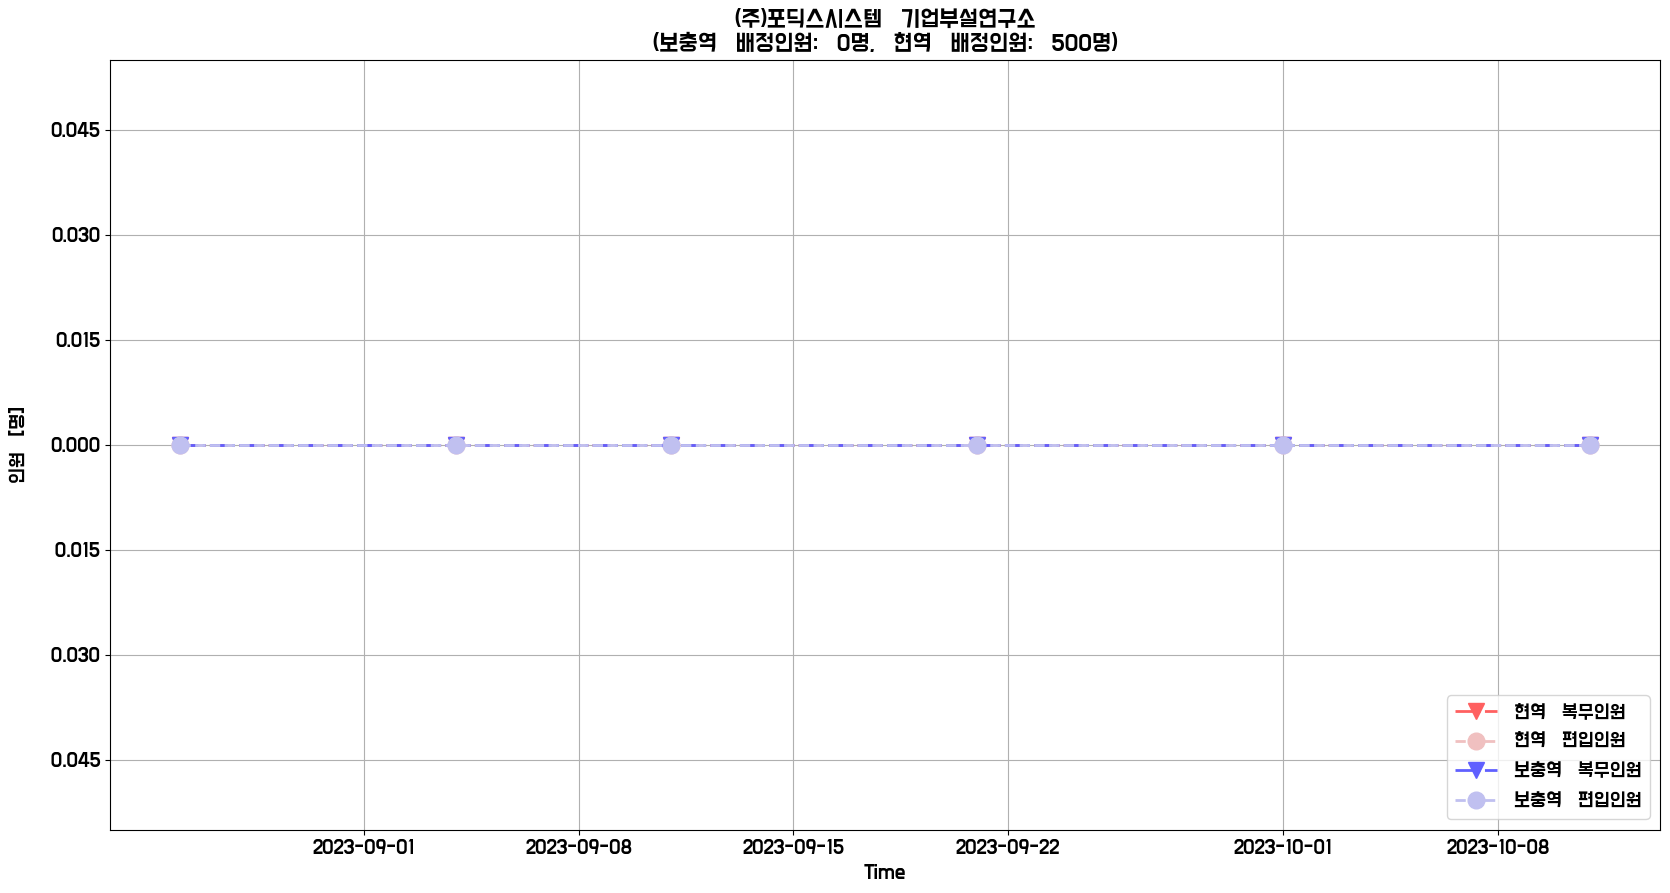 (주)포딕스시스템 기업부설연구소
(보충역 배정인원: 0명, 현역 배정인원: 500명)
인원 [명]
0.045
0.030
0.015
0.000
0.015
0.030
0.045
현역 복무인원
현역 편입인원
보충역 복무인원
보충역 편입인원
2023-09-01 2023-09-08 2023-09-15 2023-09-22 2023-10-01 2023-10-08
Time